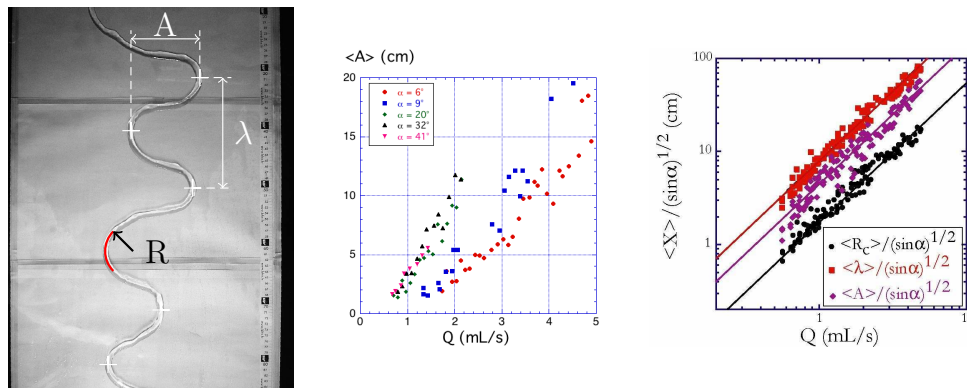 A
λ
R
<A> (cm)
20
15
10
5
0
α = 6°
α = 9°
α = 20°
α = 32°
α = 41°
0 1 2 3 4 5
Q (mL/s)
<X>/(sinα)^{1/2} (cm)
100
10
1
<R_C>/(sinα)^{1/2}
<λ>/(sinα)^{1/2}
<A>/(sinα)^{1/2}
1
Q (mL/s)